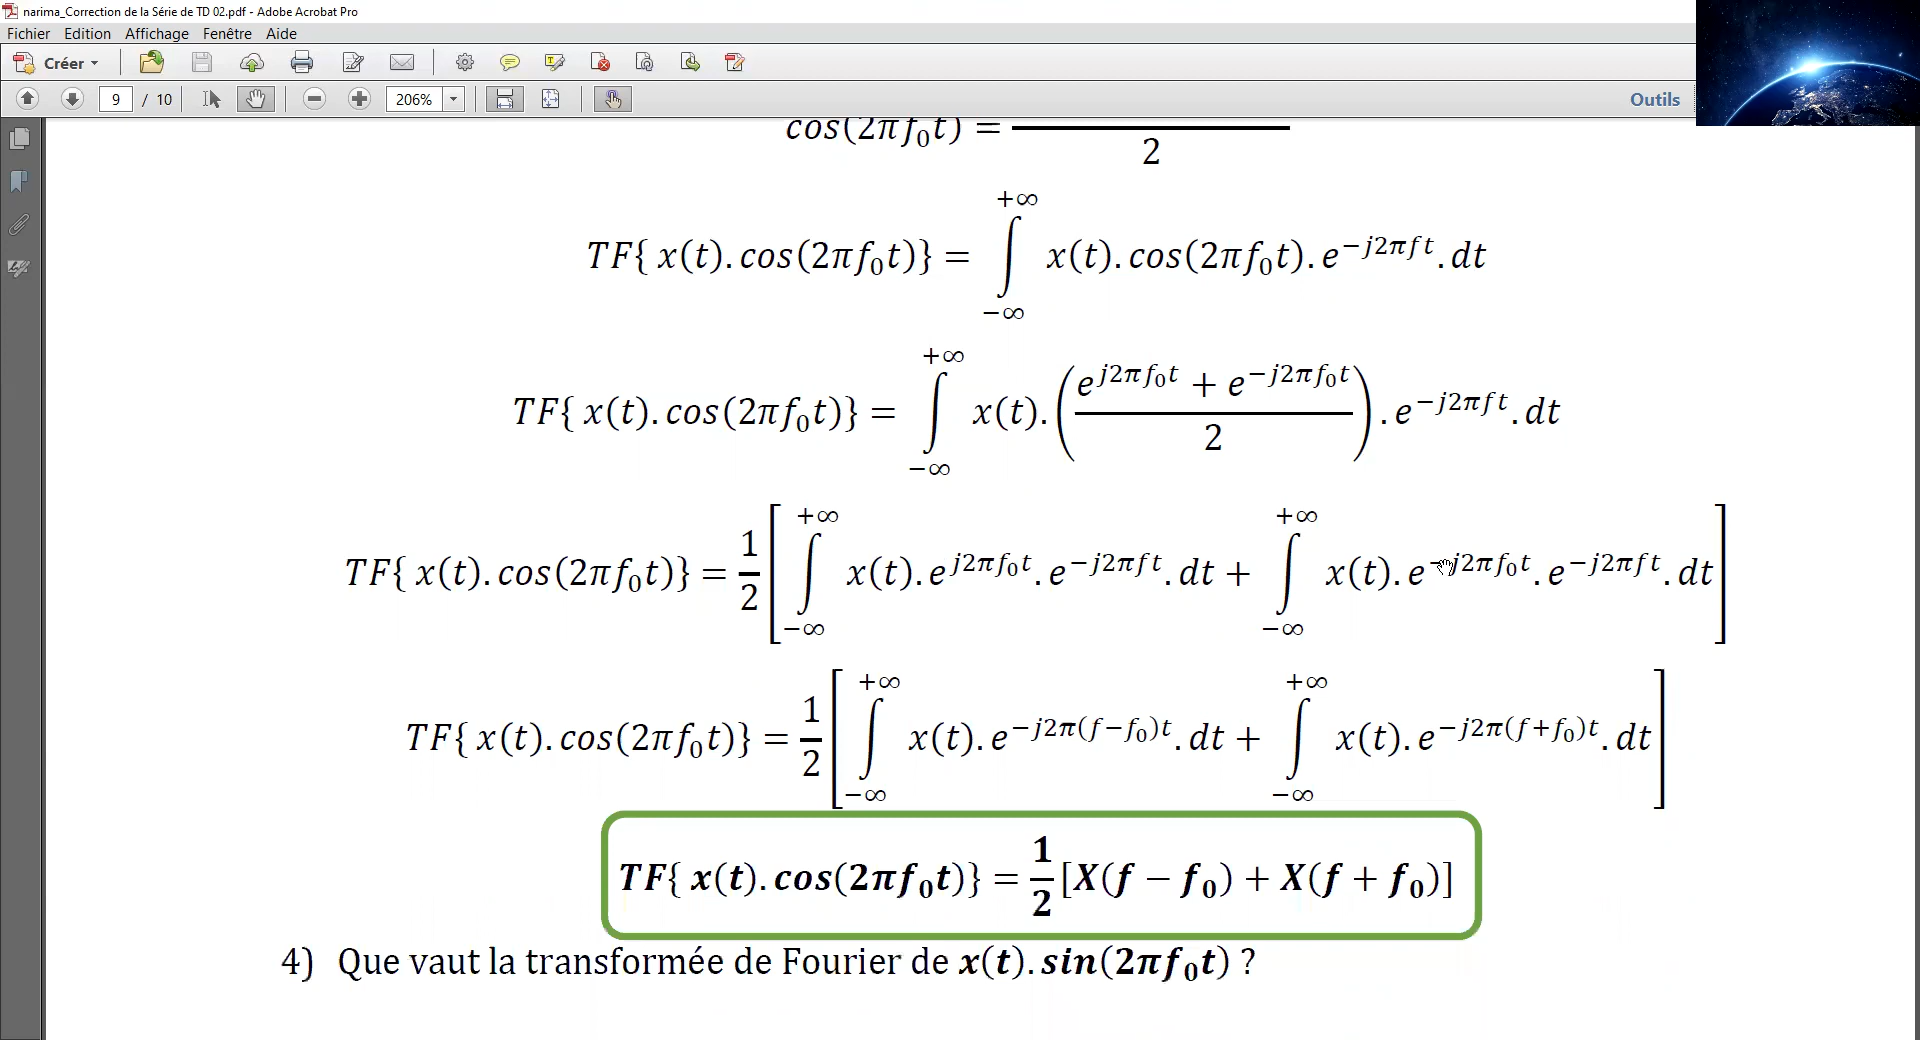 narima_Correction de la Série de TD 02.pdf - Adobe Acrobat Pro
Fichier Edition Affichage Fenêtre Aide
Créer
9 / 10 206% Outils
cos(2πf₀t) = 2
TF{ x(t). cos(2πf₀t)} = ∫_{−∞}^{+∞} x(t). cos(2πf₀t). e^{−j2πft}. dt
TF{ x(t). cos(2πf₀t)} = ∫_{−∞}^{+∞} x(t). ((e^{j2πf₀t} + e^{−j2πf₀t})/2). e^{−j2πft}. dt
TF{ x(t). cos(2πf₀t)} = 1/2 [∫_{−∞}^{+∞} x(t). e^{j2πf₀t}. e^{−j2πft}. dt + ∫_{−∞}^{+∞} x(t). e^{−j2πf₀t}. e^{−j2πft}. dt]
TF{ x(t). cos(2πf₀t)} = 1/2 [∫_{−∞}^{+∞} x(t). e^{−j2π(f−f₀)t}. dt + ∫_{−∞}^{+∞} x(t). e^{−j2π(f+f₀)t}. dt]
TF{ x(t). cos(2πf₀t)} = 1/2 [X(f − f₀) + X(f + f₀)]
4) Que vaut la transformée de Fourier de x(t). sin(2πf₀t) ?